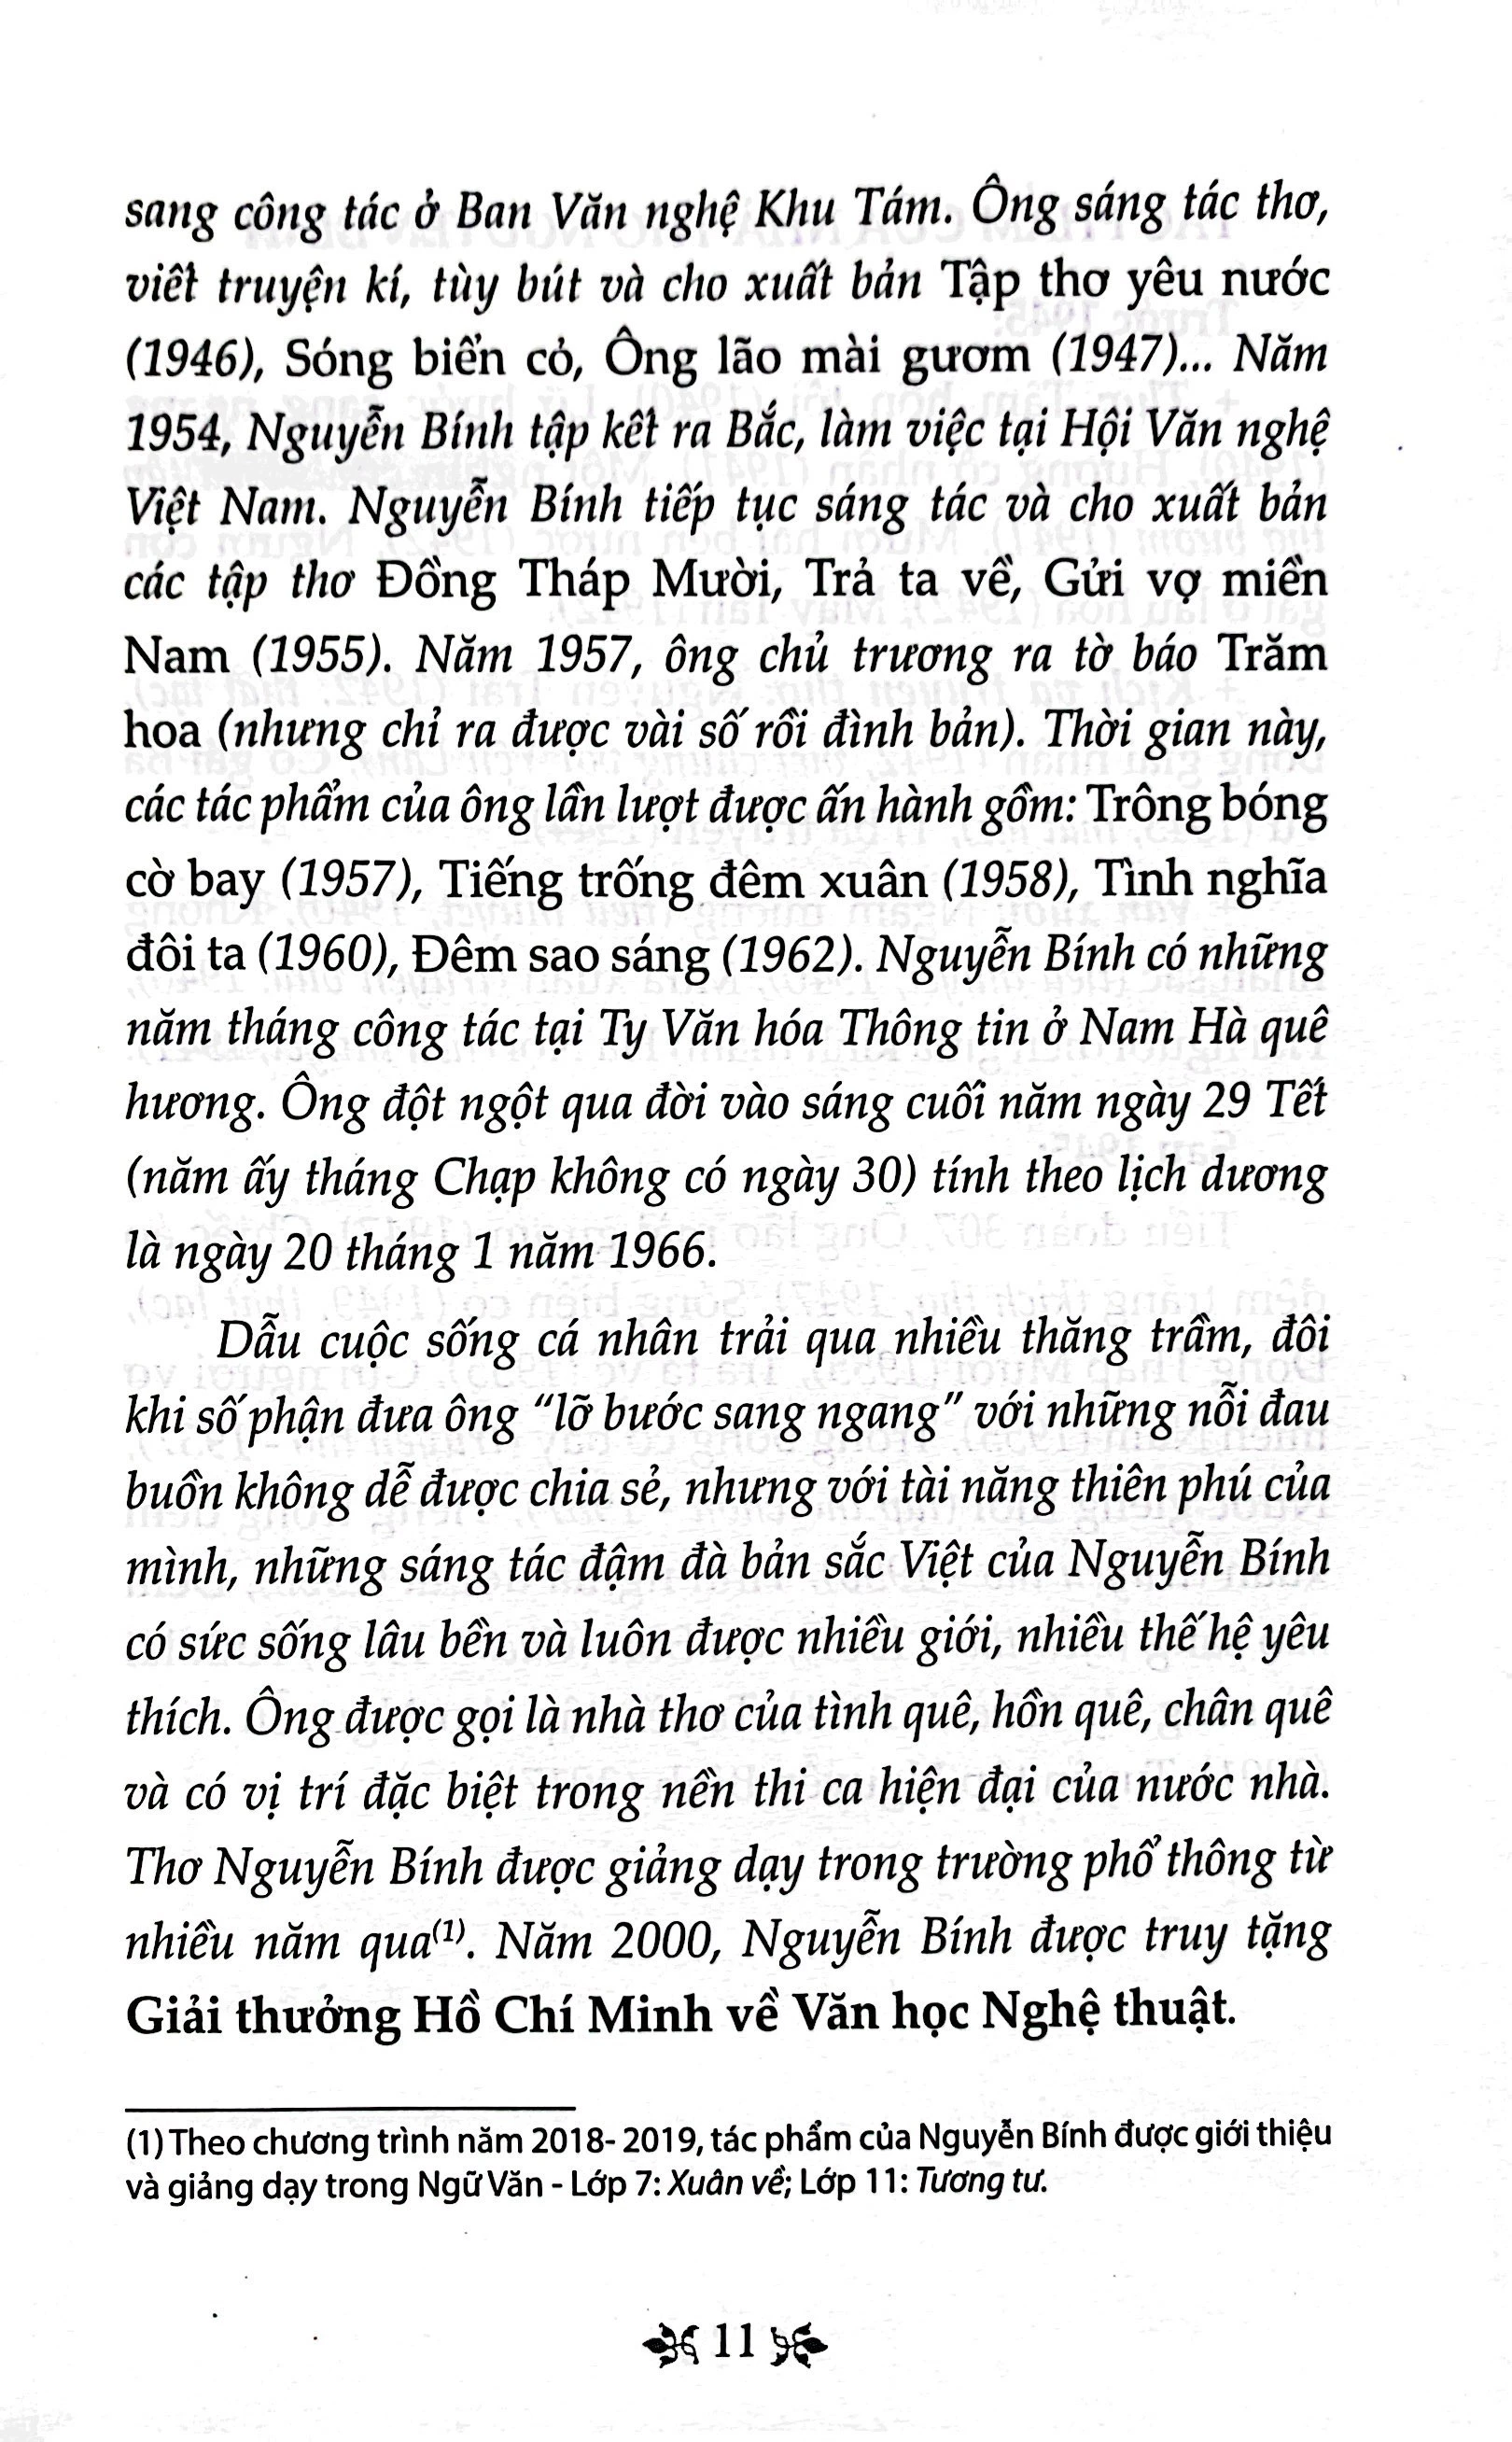 sang công tác ở Ban Văn nghệ Khu Tám. Ông sáng tác thơ,
viết truyện kí, tùy bút và cho xuất bản Tập thơ yêu nước
(1946), Sóng biển cỏ, Ông lão mài gươm (1947)... Năm
1954, Nguyễn Bính tập kết ra Bắc, làm việc tại Hội Văn nghệ
Việt Nam. Nguyễn Bính tiếp tục sáng tác và cho xuất bản
các tập thơ Đồng Tháp Mười, Trả ta về, Gửi vợ miền
Nam (1955). Năm 1957, ông chủ trương ra tờ báo Trăm
hoa (nhưng chỉ ra được vài số rồi đình bản). Thời gian này,
các tác phẩm của ông lần lượt được ấn hành gồm: Trông bóng
cờ bay (1957), Tiếng trống đêm xuân (1958), Tình nghĩa
đôi ta (1960), Đêm sao sáng (1962). Nguyễn Bính có những
năm tháng công tác tại Ty Văn hóa Thông tin ở Nam Hà quê
hương. Ông đột ngột qua đời vào sáng cuối năm ngày 29 Tết
(năm ấy tháng Chạp không có ngày 30) tính theo lịch dương
là ngày 20 tháng 1 năm 1966.
Dẫu cuộc sống cá nhân trải qua nhiều thăng trầm, đôi
khi số phận đưa ông “lỡ bước sang ngang” với những nỗi đau
buồn không dễ được chia sẻ, nhưng với tài năng thiên phú của
mình, những sáng tác đậm đà bản sắc Việt của Nguyễn Bính
có sức sống lâu bền và luôn được nhiều giới, nhiều thế hệ yêu
thích. Ông được gọi là nhà thơ của tình quê, hồn quê, chân quê
và có vị trí đặc biệt trong nền thi ca hiện đại của nước nhà.
Thơ Nguyễn Bính được giảng dạy trong trường phổ thông từ
nhiều năm qua(1). Năm 2000, Nguyễn Bính được truy tặng
Giải thưởng Hồ Chí Minh về Văn học Nghệ thuật.
(1) Theo chương trình năm 2018- 2019, tác phẩm của Nguyễn Bính được giới thiệu
và giảng dạy trong Ngữ Văn - Lớp 7: Xuân về; Lớp 11: Tương tư.
11